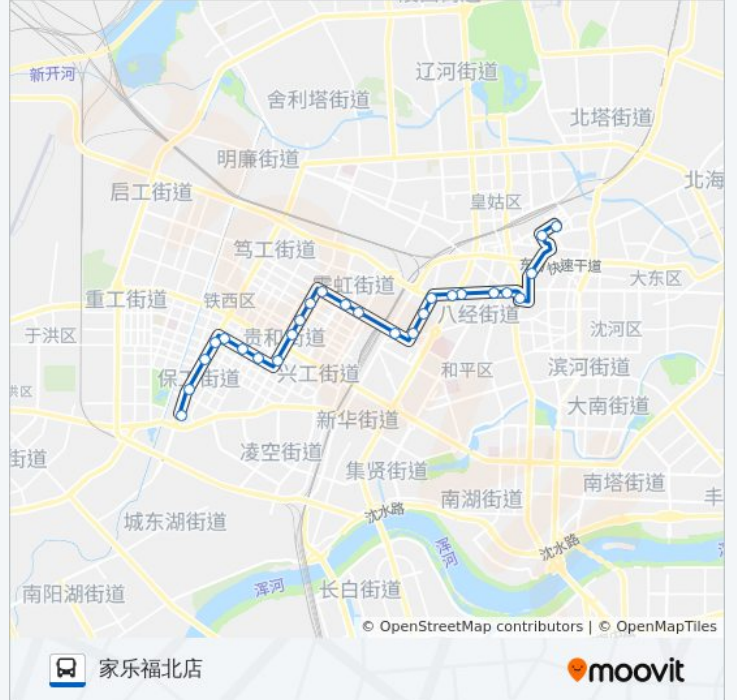 辽河街道
新开河
舍利塔街道
北塔街道
明廉街道
北海
启工街道
皇姑区
笃工街道
快速干道
大东区
重工街道
铁西区
霁虹街道
八经街道
于洪区
贵和街道
沈河区
保工街道
兴工街道
和平区
滨河街道
大南街道
新华街道
凌空街道
街道
集贤街道
南塔街道
南湖街道
丰
沈水路
城东湖街道
浑河
沈水路
南阳湖街道
浑河
长白街道
© OpenStreetMap contributors | © OpenMapTiles
家乐福北店
moovit